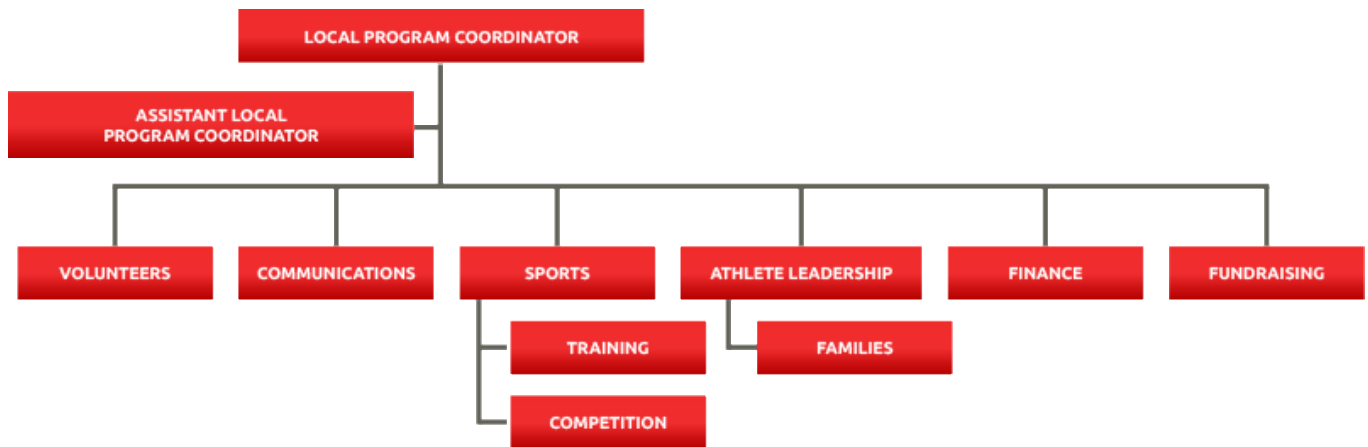 LOCAL PROGRAM COORDINATOR
ASSISTANT LOCAL
PROGRAM COORDINATOR
VOLUNTEERS
COMMUNICATIONS
SPORTS
ATHLETE LEADERSHIP
FINANCE
FUNDRAISING
TRAINING
FAMILIES
COMPETITION